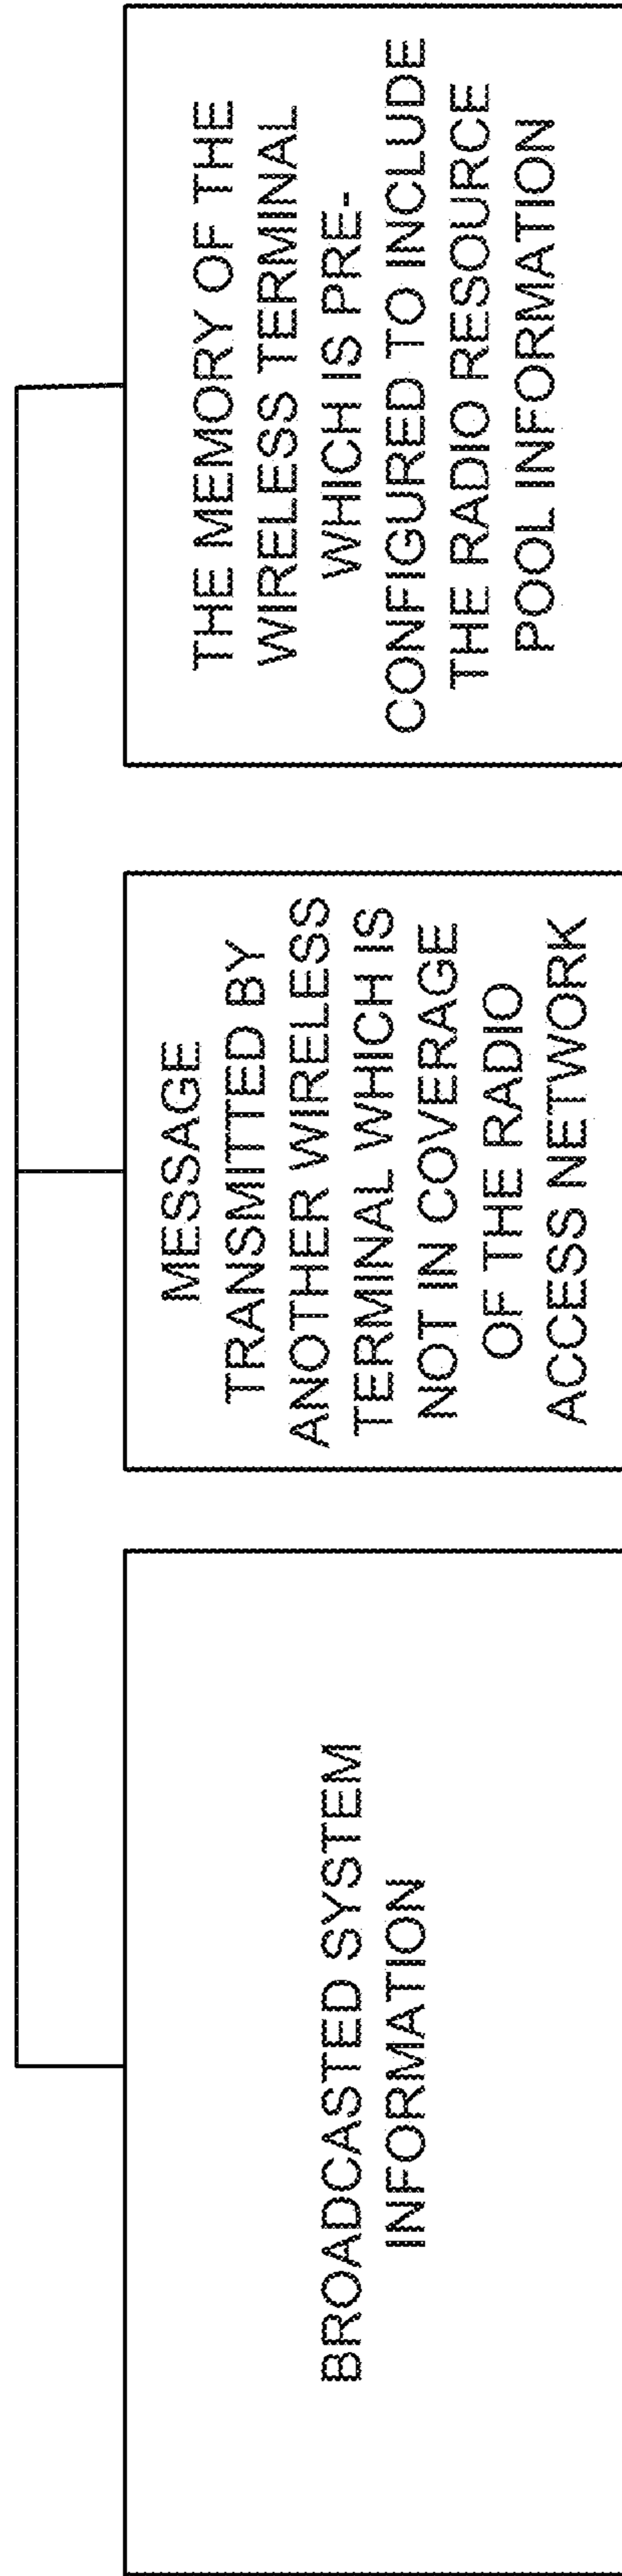 BROADCASTED SYSTEM
INFORMATION
MESSAGE
TRANSMITTED BY
ANOTHER WIRELESS
TERMINAL WHICH IS
NOT IN COVERAGE
OF THE RADIO
ACCESS NETWORK
THE MEMORY OF THE
WIRELESS TERMINAL
WHICH IS PRE-
CONFIGURED TO INCLUDE
THE RADIO RESOURCE
POOL INFORMATION